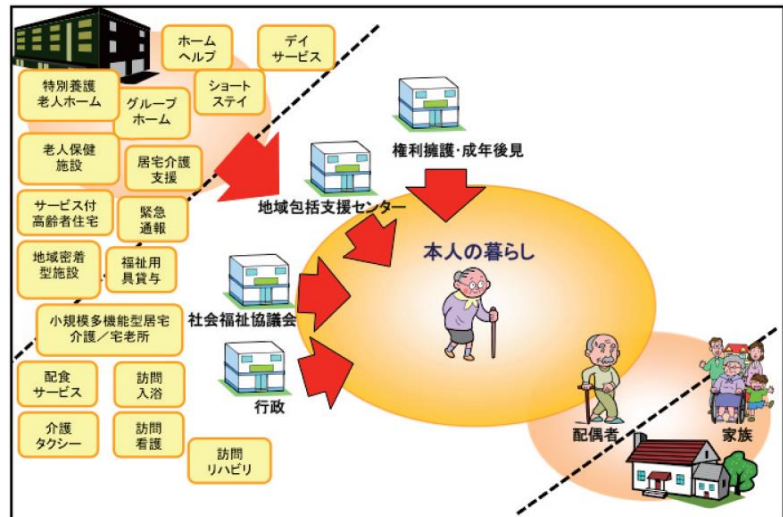 ホーム
ヘルプ
デイ
サービス
特別養護
老人ホーム
グループ
ホーム
ショート
ステイ
権利擁護・成年後見
老人保健
施設
居宅介護
支援
地域包括支援センター
サービス付
高齢者住宅
緊急
通報
本人の暮らし
地域密着
型施設
福祉用
具貸与
社会福祉協議会
小規模多機能型居宅
介護／宅老所
行政
配食
サービス
訪問
入浴
介護
タクシー
訪問
看護
訪問
リハビリ
配偶者
家族